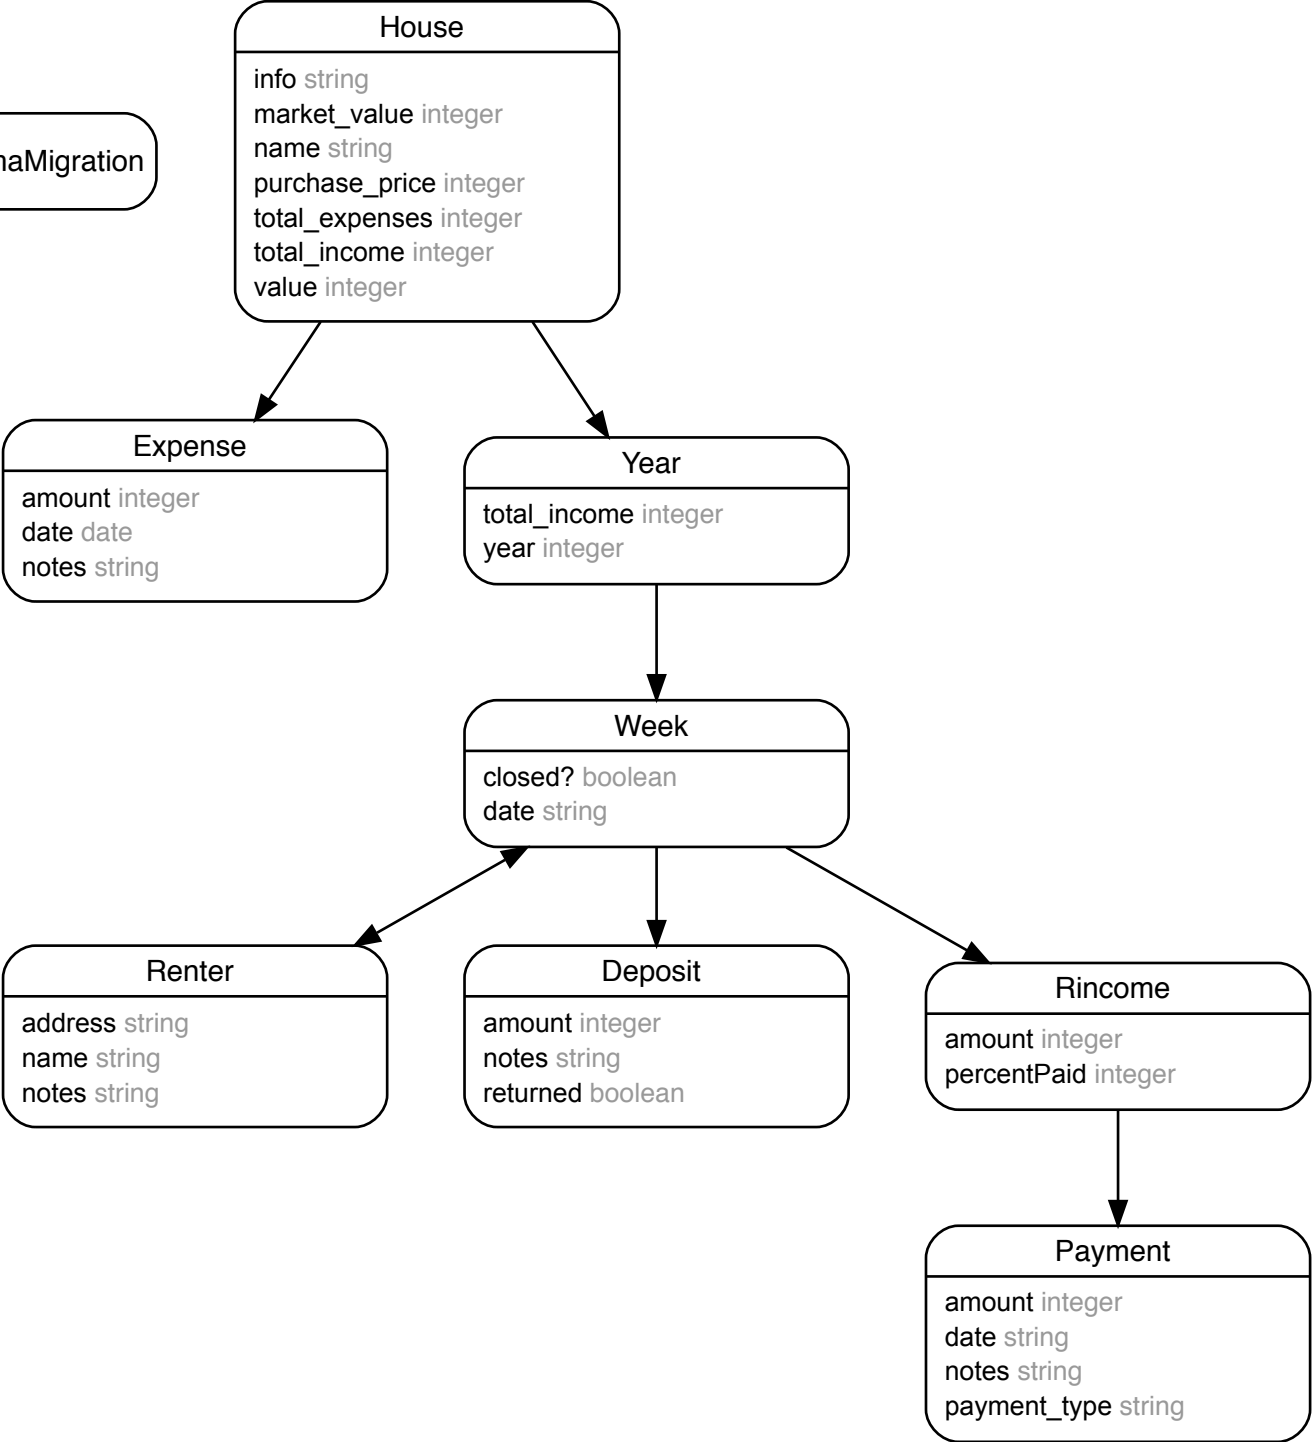 House
info string
market_value integer
name string
purchase_price integer
total_expenses integer
total_income integer
value integer
naMigration
Expense
amount integer
date date
notes string
Year
total_income integer
year integer
Week
closed? boolean
date string
Renter
address string
name string
notes string
Deposit
amount integer
notes string
returned boolean
Rincome
amount integer
percentPaid integer
Payment
amount integer
date string
notes string
payment_type string